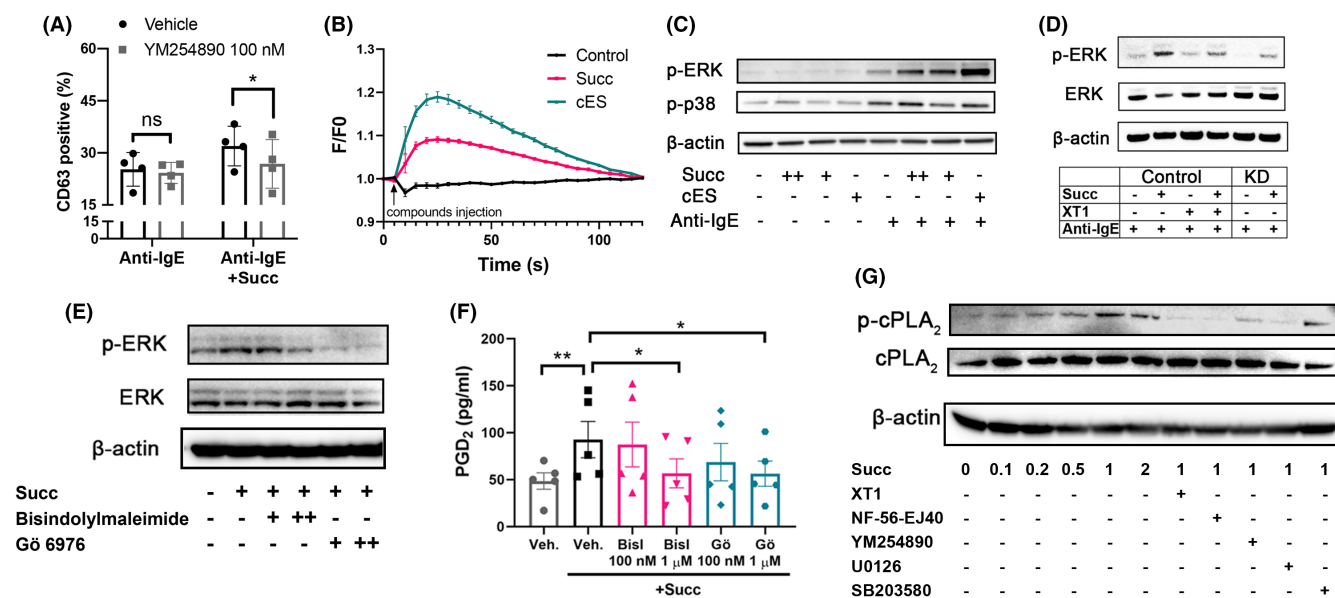 (A)
Vehicle
YM254890 100 nM
CD63 positive (%)
60
45
30
15
15
0
ns
*
Anti-IgE
Anti-IgE
+Succ
(B)
F/F0
1.3
1.2
1.1
1.0
0.9
Control
Succ
cES
compounds injection
0
50
100
Time (s)
(C)
p-ERK
p-p38
β-actin
Succ - ++ + - - ++ + -
cES - - - + - - - +
Anti-IgE - - - - + + + +
(D)
p-ERK
ERK
β-actin
Control KD
Succ - + - + - +
XT1 - - + + - -
Anti-IgE + + + + + +
(E)
p-ERK
ERK
β-actin
Succ - + + + + +
Bisindolylmaleimide - - + ++ - -
Gö 6976 - - - - + ++
(F)
PGD2 (pg/ml)
200
150
100
50
0
**
*
*
Veh. Veh. BisI BisI Gö Gö
100 nM 1 μM 100 nM 1 μM
+Succ
(G)
p-cPLA2
cPLA2
β-actin
Succ 0 0.1 0.2 0.5 1 2 1 1 1 1 1
XT1 - - - - - - + - - - -
NF-56-EJ40 - - - - - - - + - - -
YM254890 - - - - - - - - + - -
U0126 - - - - - - - - - + -
SB203580 - - - - - - - - - - +